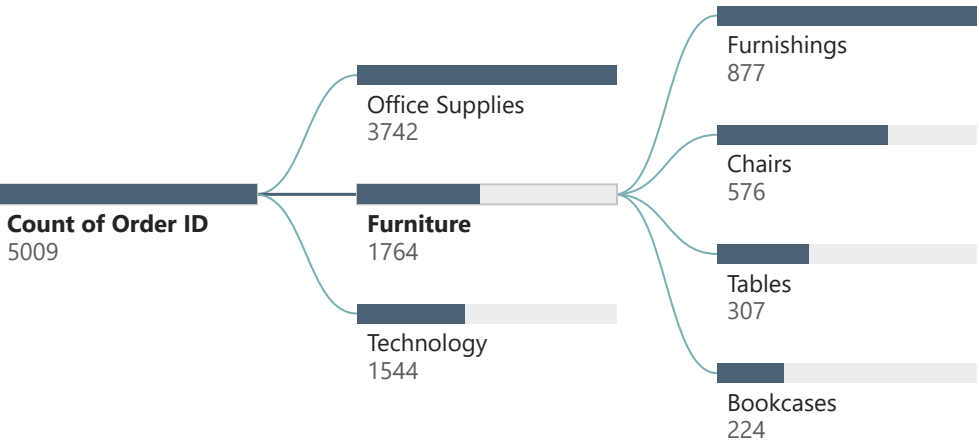 Count of Order ID
5009
Office Supplies
3742
Furniture
1764
Technology
1544
Furnishings
877
Chairs
576
Tables
307
Bookcases
224